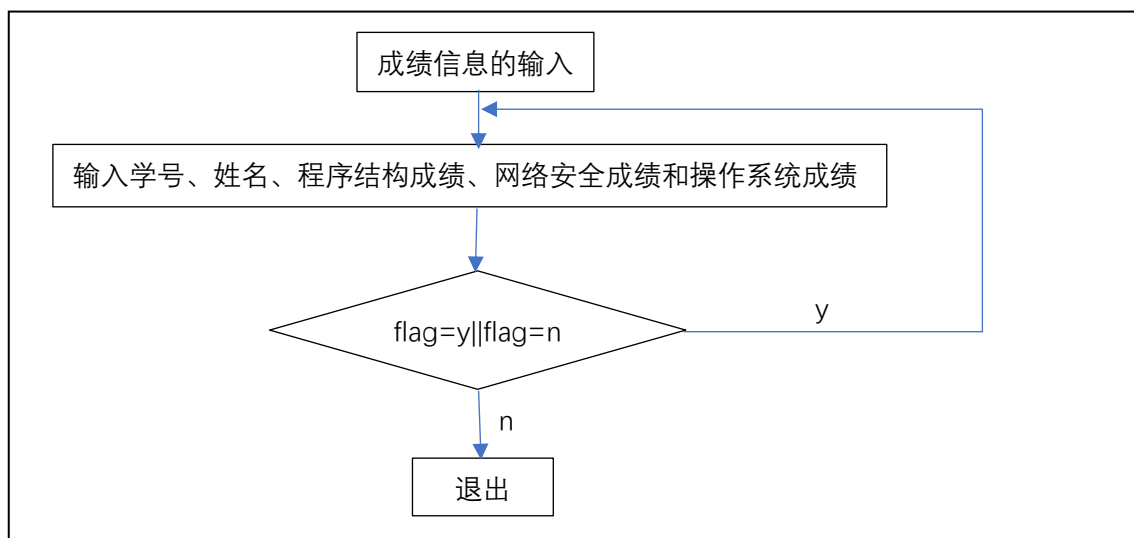 成绩信息的输入
输入学号、姓名、程序结构成绩、网络安全成绩和操作系统成绩
flag=y||flag=n
y
n
退出